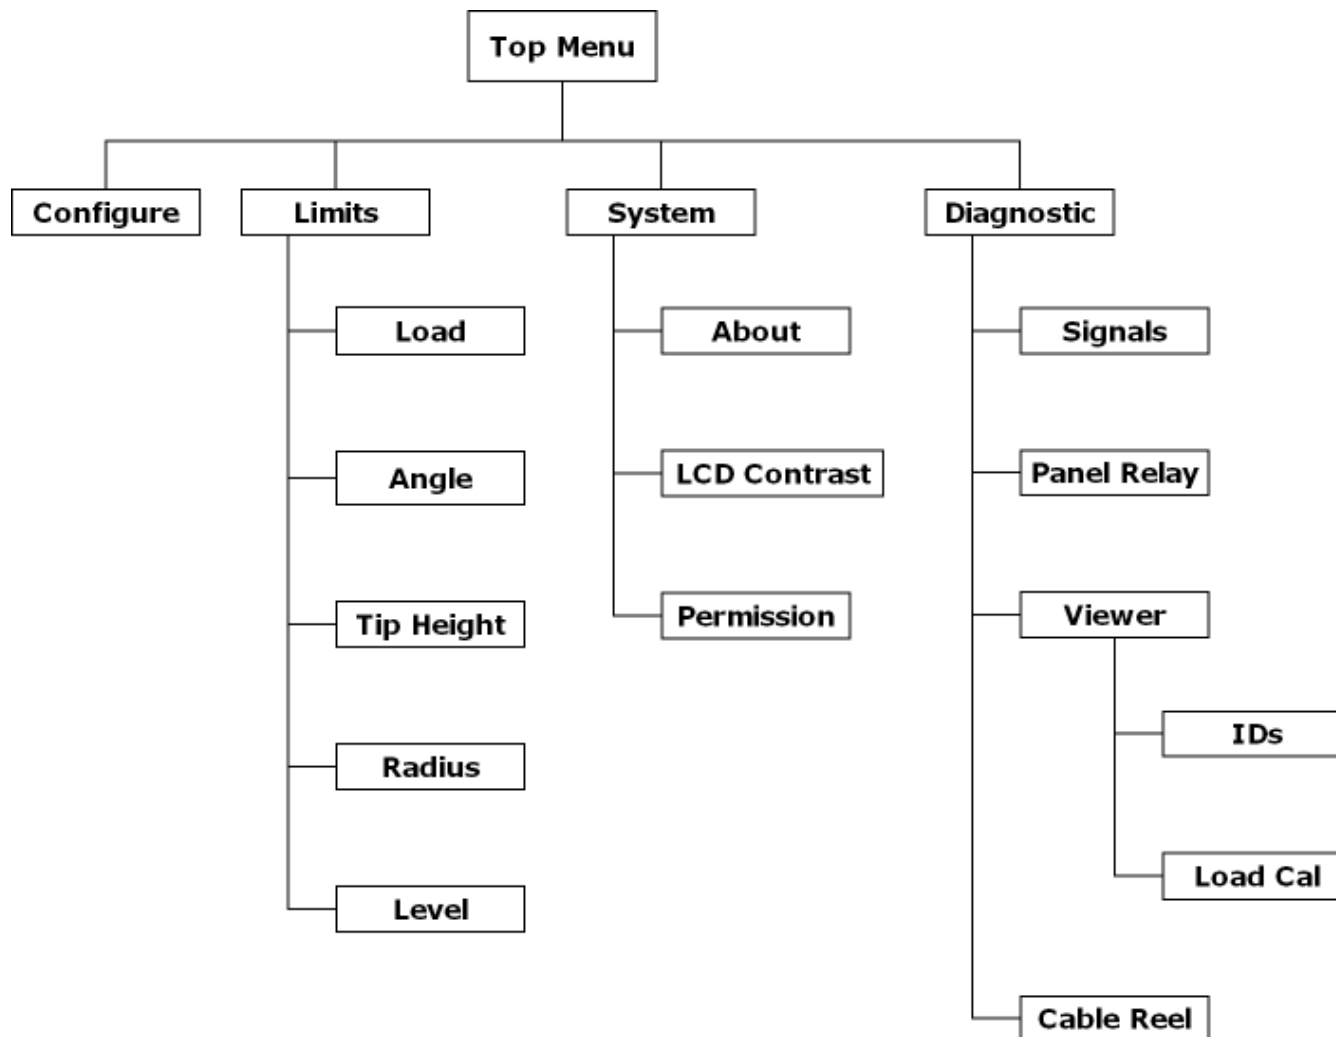 Top Menu
Configure
Limits
System
Diagnostic
Load
About
Signals
Angle
LCD Contrast
Panel Relay
Tip Height
Permission
Viewer
IDs
Radius
Load Cal
Level
Cable Reel